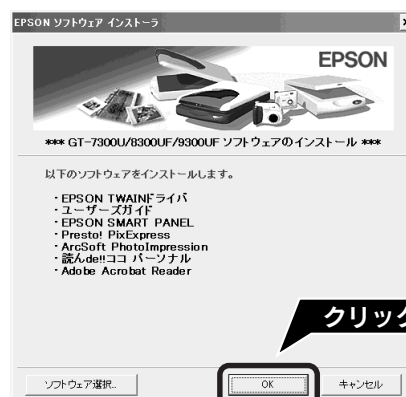 EPSON ソフトウェア インストーラ
EPSON
*** GT-7300U/8300UF/9300UF ソフトウェアのインストール ***
以下のソフトウェアをインストールします。
・EPSON TWAINドライバ
・ユーザーズガイド
・EPSON SMART PANEL
・Presto! PixExpress
・ArcSoft PhotoImpression
・読んde!!ココ パーソナル
・Adobe Acrobat Reader
クリック
ソフトウェア選択...
OK
キャンセル